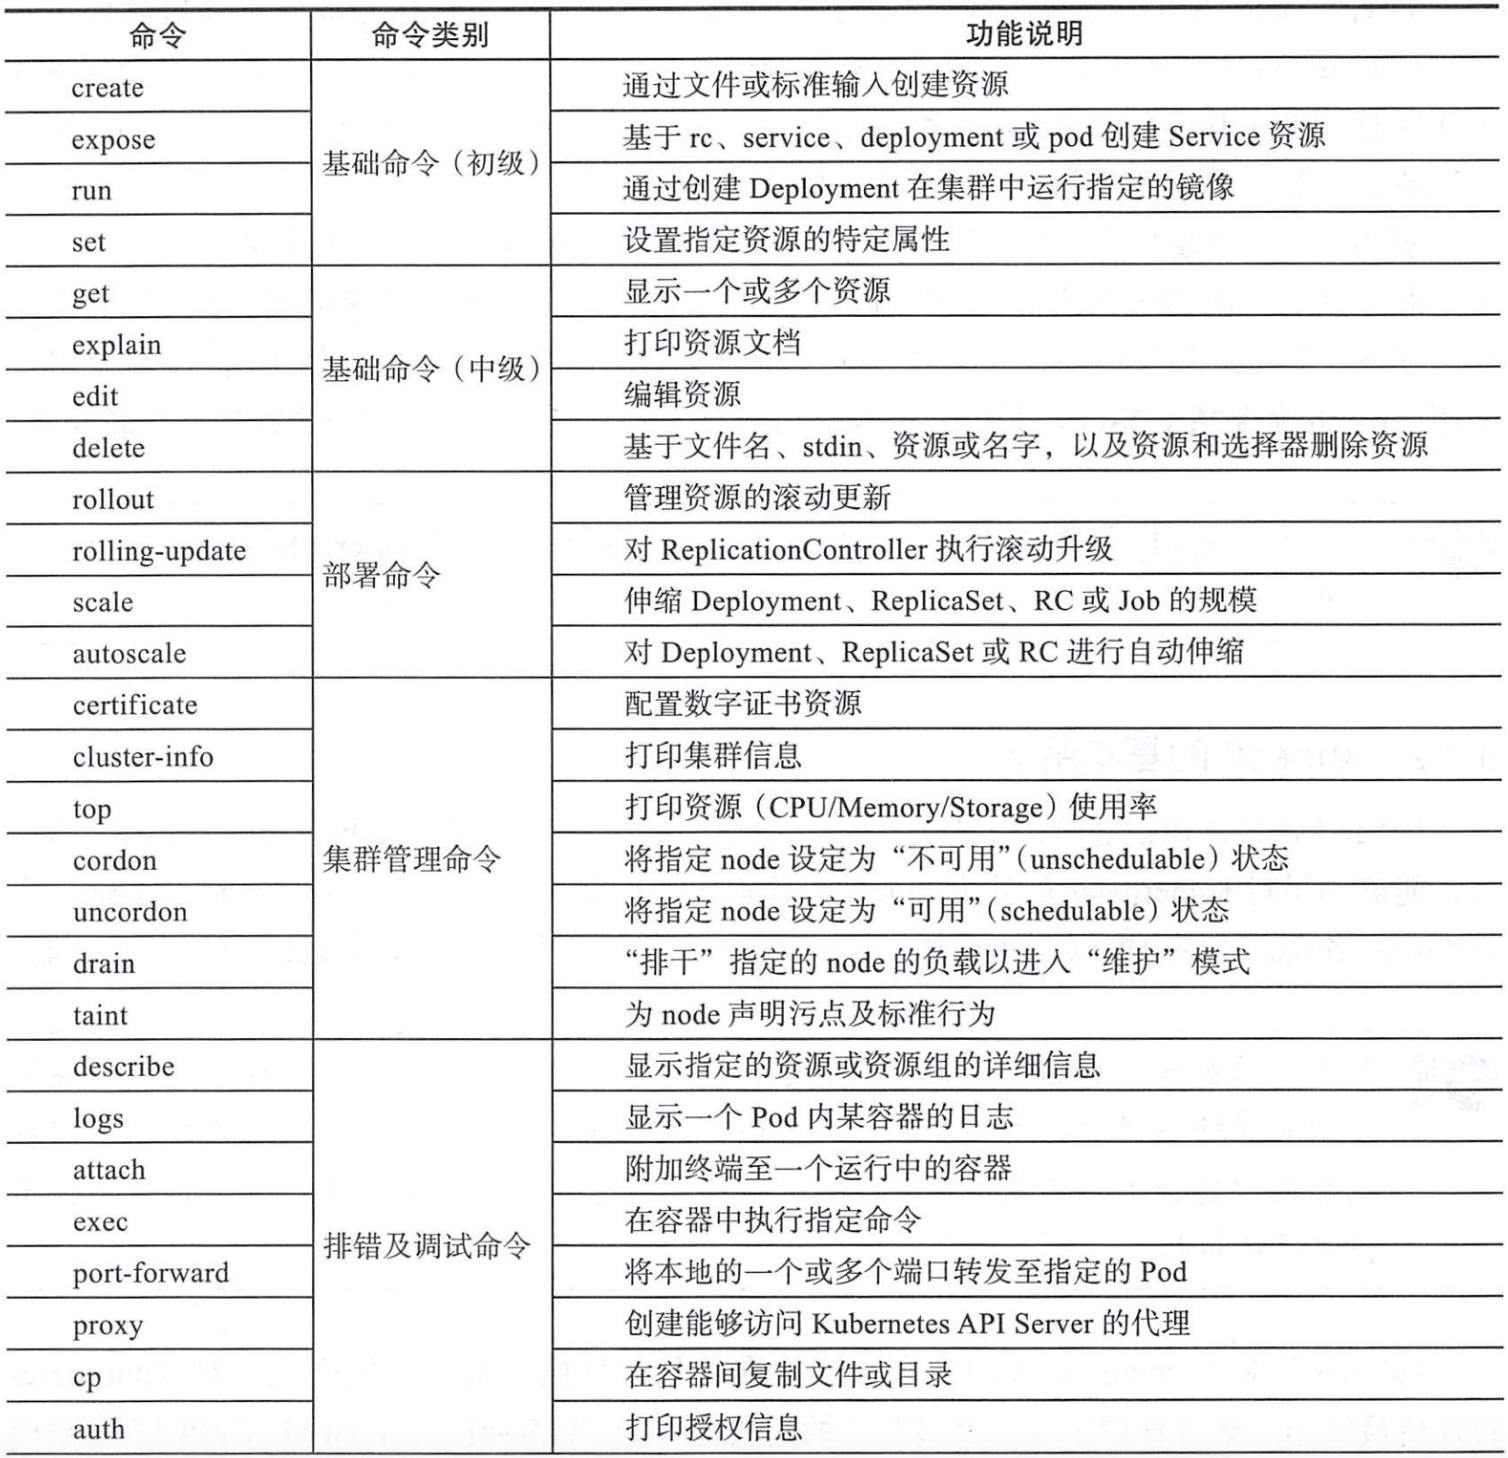 命令 命令类别 功能说明
create 通过文件或标准输入创建资源
expose 基于 rc、service、deployment 或 pod 创建 Service 资源
基础命令（初级）
run 通过创建 Deployment 在集群中运行指定的镜像
set 设置指定资源的特定属性
get 显示一个或多个资源
explain 打印资源文档
基础命令（中级）
edit 编辑资源
delete 基于文件名、stdin、资源或名字，以及资源和选择器删除资源
rollout 管理资源的滚动更新
rolling-update 对 ReplicationController 执行滚动升级
部署命令
scale 伸缩 Deployment、ReplicaSet、RC 或 Job 的规模
autoscale 对 Deployment、ReplicaSet 或 RC 进行自动伸缩
certificate 配置数字证书资源
cluster-info 打印集群信息
top 打印资源（CPU/Memory/Storage）使用率
cordon 集群管理命令 将指定 node 设定为“不可用”（unschedulable）状态
uncordon 将指定 node 设定为“可用”（schedulable）状态
drain “排干”指定的 node 的负载以进入“维护”模式
taint 为 node 声明污点及标准行为
describe 显示指定的资源或资源组的详细信息
logs 显示一个 Pod 内某容器的日志
attach 附加终端至一个运行中的容器
exec 在容器中执行指定命令
排错及调试命令
port-forward 将本地的一个或多个端口转发至指定的 Pod
proxy 创建能够访问 Kubernetes API Server 的代理
cp 在容器间复制文件或目录
auth 打印授权信息